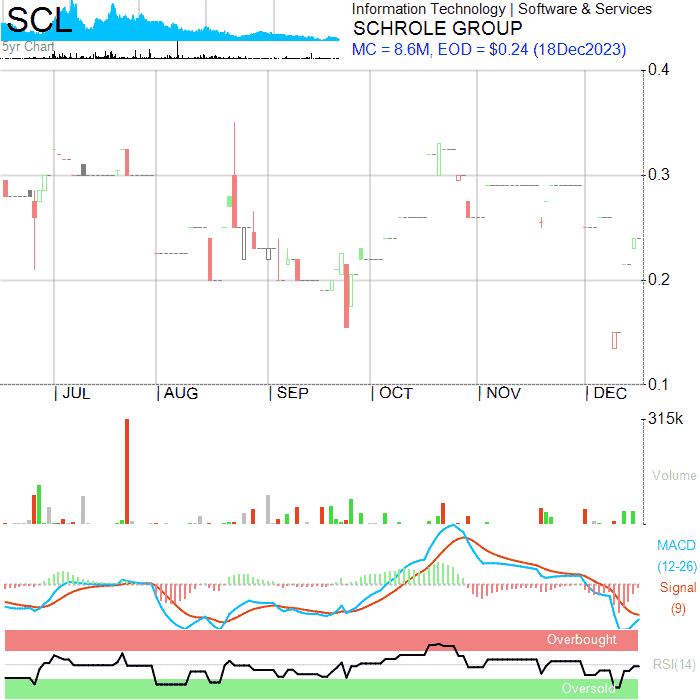 SCL
5yr Chart
Information Technology | Software & Services
SCHROLE GROUP
MC = 8.6M, EOD = $0.24 (18Dec2023)
0.4
0.3
0.2
0.1
| JUL | AUG | SEP | OCT | NOV | DEC
315k
Volume
MACD
(12-26)
Signal
(9)
Overbought
RSI(14)
Oversold